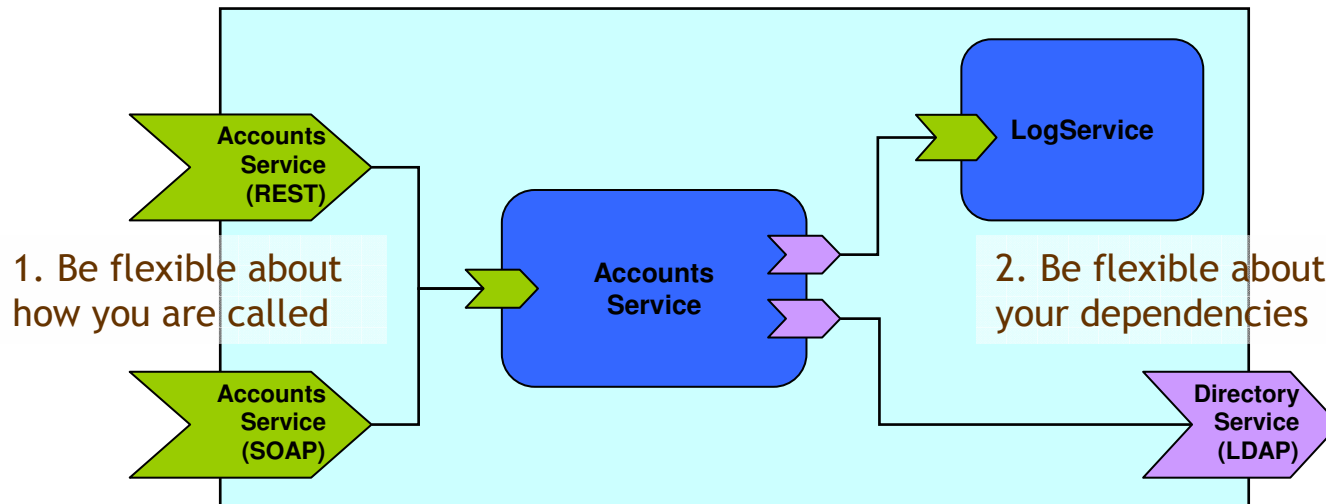 Accounts
Service
(REST)
LogService
1. Be flexible about
how you are called
Accounts
Service
2. Be flexible about
your dependencies
Accounts
Service
(SOAP)
Directory
Service
(LDAP)